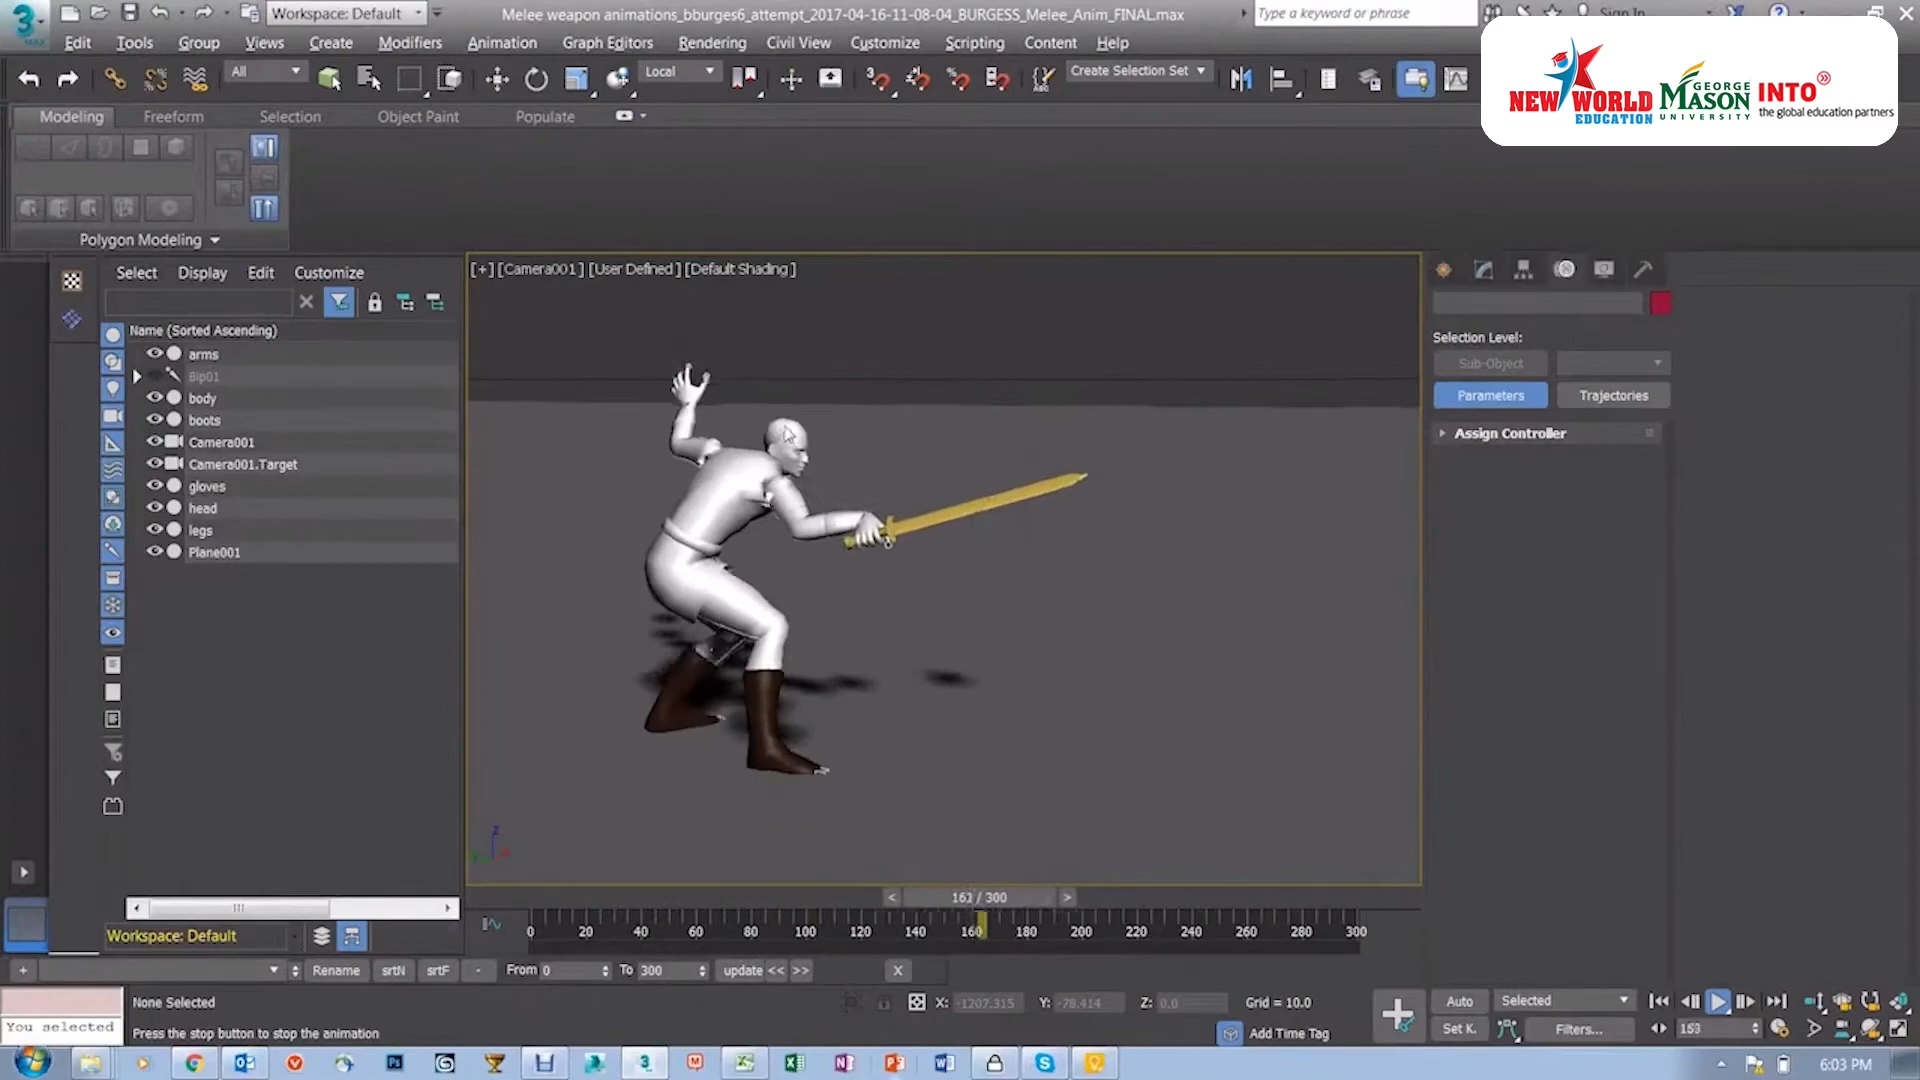 Workspace: Default
Melee weapon animations_bburges6_attempt_2017-04-16-11-08-04_BURGESS_Melee_Anim_FINAL.max
Type a keyword or phrase
Sign In
3
MAX
Edit Tools Group Views Create Modifiers Animation Graph Editors Rendering Civil View Customize Scripting Content Help
NEW WORLD
EDUCATION
GEORGE
MASON
UNIVERSITY
INTO
the global education partners
All
Local
Create Selection Set
Modeling Freeform Selection Object Paint Populate
Polygon Modeling
Select Display Edit Customize
[+] [Camera001] [User Defined] [Default Shading]
Name (Sorted Ascending)
arms
Bip01
body
boots
Camera001
Camera001.Target
gloves
head
legs
Plane001
Selection Level:
Sub-Object
Parameters Trajectories
Assign Controller
161 / 300
0 20 40 60 80 100 120 140 160 180 200 220 240 260 280 300
Workspace: Default
Rename srtN srtF - From 0 To 300 update << >> X
None Selected
X: -1207.315 Y: -78.414 Z: 0.0 Grid = 10.0
Auto Selected
You selected
Press the stop button to stop the animation
Add Time Tag
Set K. Filters... 159
6:03 PM